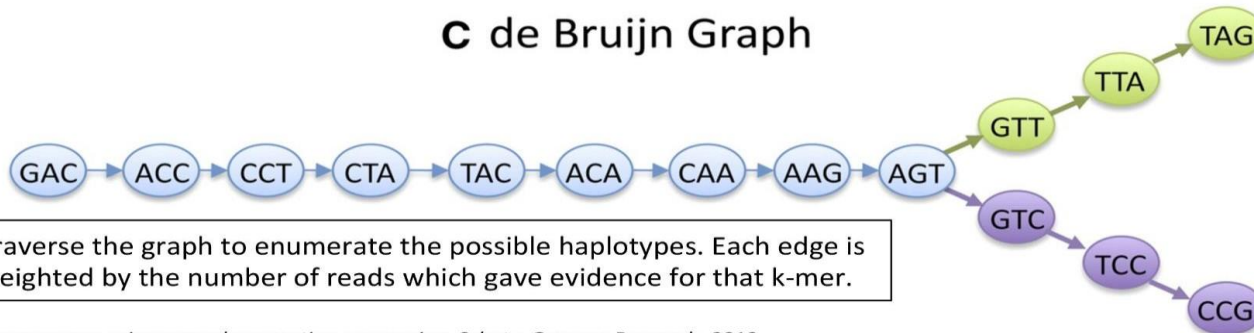 C de Bruijn Graph
TAG
TTA
GTT
GAC ACC CCT CTA TAC ACA CAA AAG AGT
GTC
TCC
CCG
raverse the graph to enumerate the possible haplotypes. Each edge is
eighted by the number of reads which gave evidence for that k-mer.